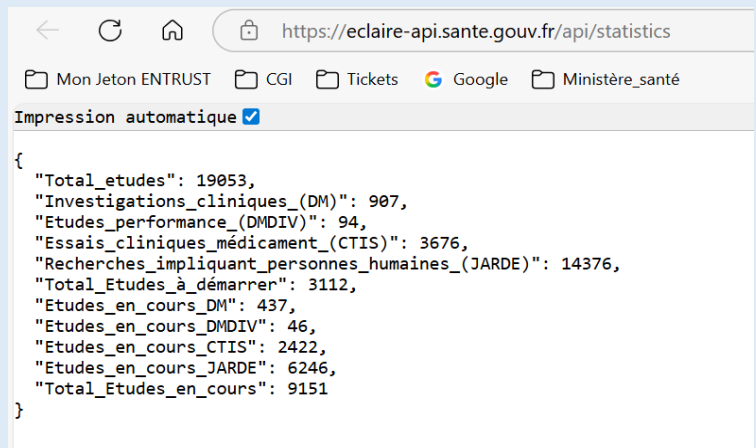 https://eclaire-api.sante.gouv.fr/api/statistics
Mon Jeton ENTRUST CGI Tickets Google Ministère_santé
Impression automatique
{
"Total_etudes": 19053,
"Investigations_cliniques_(DM)": 907,
"Etudes_performance_(DMDIV)": 94,
"Essais_cliniques_médicament_(CTIS)": 3676,
"Recherches_impliquant_personnes_humaines_(JARDE)": 14376,
"Total_Etudes_à_démarrer": 3112,
"Etudes_en_cours_DM": 437,
"Etudes_en_cours_DMDIV": 46,
"Etudes_en_cours_CTIS": 2422,
"Etudes_en_cours_JARDE": 6246,
"Total_Etudes_en_cours": 9151
}